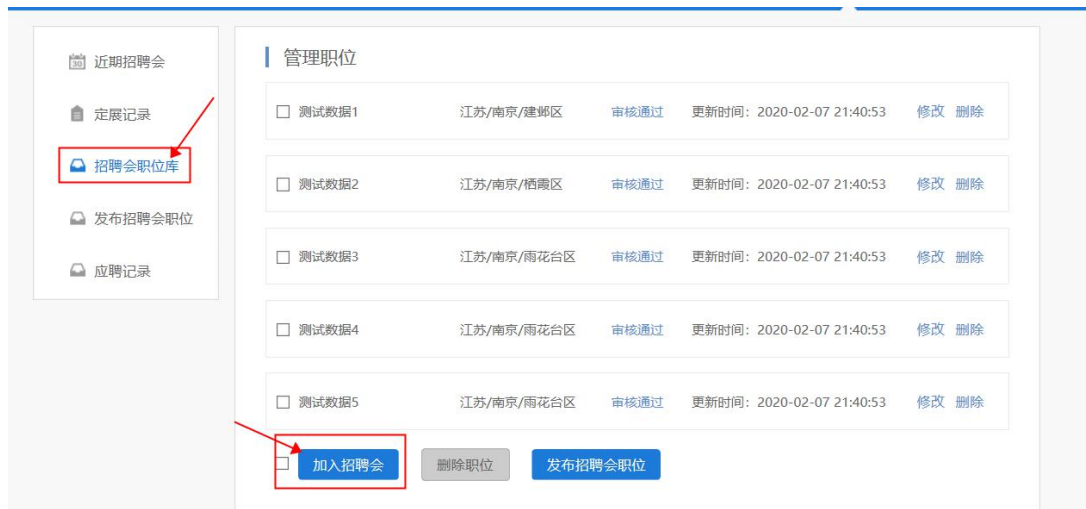 近期招聘会
定展记录
招聘会职位库
发布招聘会职位
应聘记录
管理职位
测试数据1 江苏/南京/建邺区 审核通过 更新时间：2020-02-07 21:40:53 修改 删除
测试数据2 江苏/南京/栖霞区 审核通过 更新时间：2020-02-07 21:40:53 修改 删除
测试数据3 江苏/南京/雨花台区 审核通过 更新时间：2020-02-07 21:40:53 修改 删除
测试数据4 江苏/南京/雨花台区 审核通过 更新时间：2020-02-07 21:40:53 修改 删除
测试数据5 江苏/南京/雨花台区 审核通过 更新时间：2020-02-07 21:40:53 修改 删除
加入招聘会 删除职位 发布招聘会职位